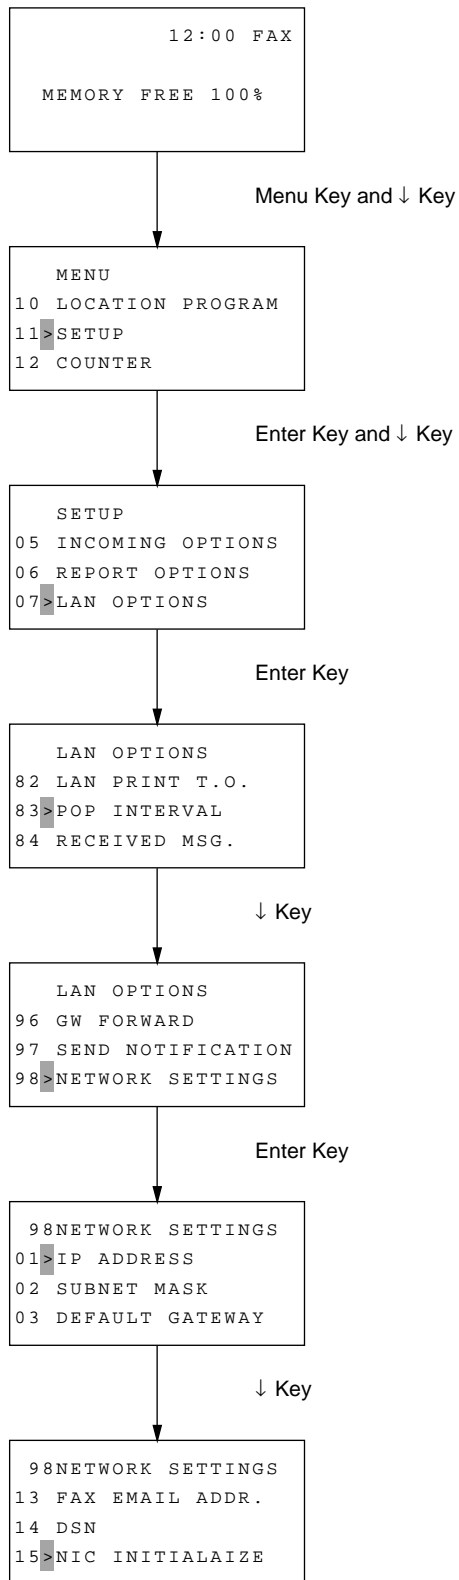 12:00 FAX
MEMORY FREE 100%
Menu Key and ↓ Key
MENU
10 LOCATION PROGRAM
11>SETUP
12 COUNTER
Enter Key and ↓ Key
SETUP
05 INCOMING OPTIONS
06 REPORT OPTIONS
07>LAN OPTIONS
Enter Key
LAN OPTIONS
82 LAN PRINT T.O.
83>POP INTERVAL
84 RECEIVED MSG.
↓ Key
LAN OPTIONS
96 GW FORWARD
97 SEND NOTIFICATION
98>NETWORK SETTINGS
Enter Key
98NETWORK SETTINGS
01>IP ADDRESS
02 SUBNET MASK
03 DEFAULT GATEWAY
↓ Key
98NETWORK SETTINGS
13 FAX EMAIL ADDR.
14 DSN
15>NIC INITIALAIZE